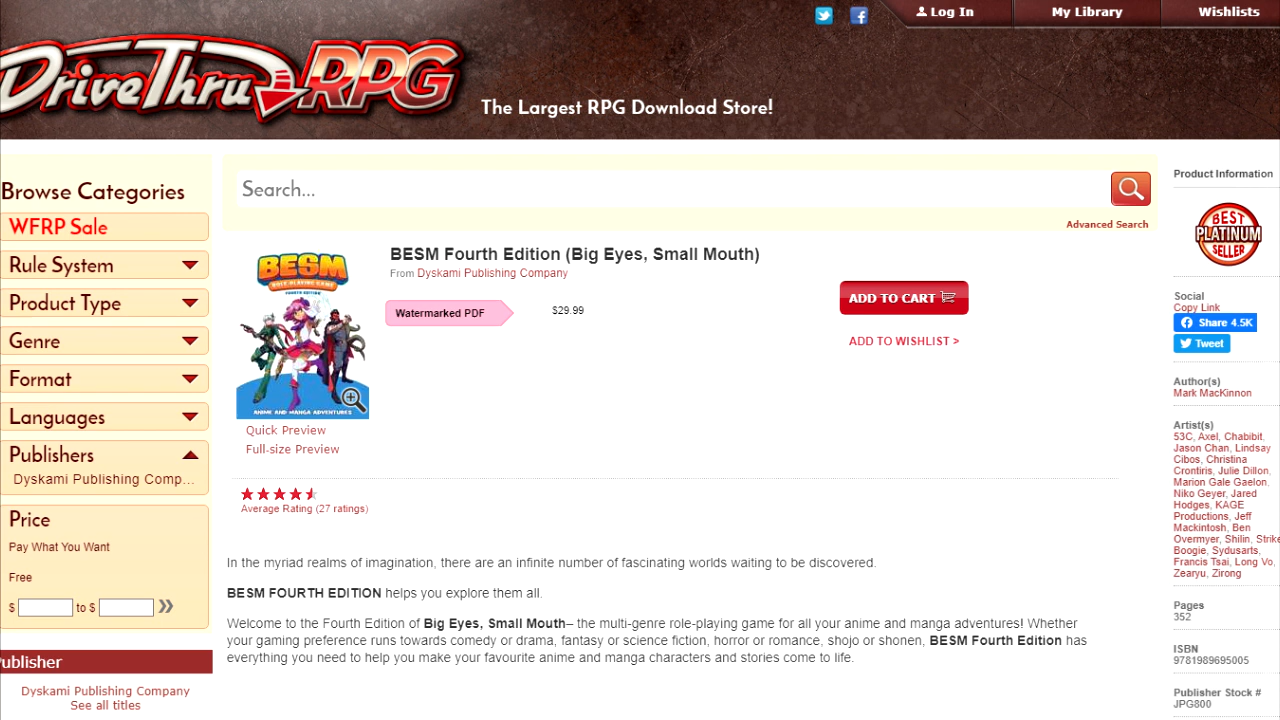 Log In
My Library
Wishlists
DriveThruRPG
The Largest RPG Download Store!
Browse Categories
WFRP Sale
Rule System
Product Type
Genre
Format
Languages
Publishers
Dyskami Publishing Comp...
Price
Pay What You Want
Free
$ to $
Publisher
Dyskami Publishing Company
See all titles
Search...
Advanced Search
BESM
ROLE-PLAYING GAME
FOURTH EDITION
ANIME AND MANGA ADVENTURES
Quick Preview
Full-size Preview
BESM Fourth Edition (Big Eyes, Small Mouth)
From Dyskami Publishing Company
Watermarked PDF
$29.99
ADD TO CART
ADD TO WISHLIST >
Average Rating (27 ratings)
In the myriad realms of imagination, there are an infinite number of fascinating worlds waiting to be discovered.
BESM FOURTH EDITION helps you explore them all.
Welcome to the Fourth Edition of Big Eyes, Small Mouth– the multi-genre role-playing game for all your anime and manga adventures! Whether
your gaming preference runs towards comedy or drama, fantasy or science fiction, horror or romance, shojo or shonen, BESM Fourth Edition has
everything you need to help you make your favourite anime and manga characters and stories come to life.
Product Information
BEST
PLATINUM
SELLER
Social
Copy Link
Share 4.5K
Tweet
Author(s)
Mark MacKinnon
Artist(s)
53C, Axel, Chabibit,
Jason Chan, Lindsay
Cibos, Christina
Crontiris, Julie Dillon,
Marion Gale Gaelon,
Niko Geyer, Jared
Hodges, KAGE
Productions, Jeff
Mackintosh, Ben
Overmyer, Shilin, Strike
Boogie, Sydusarts,
Francis Tsai, Long Vo,
Zearyu, Zirong
Pages
352
ISBN
9781989695005
Publisher Stock #
JPG800